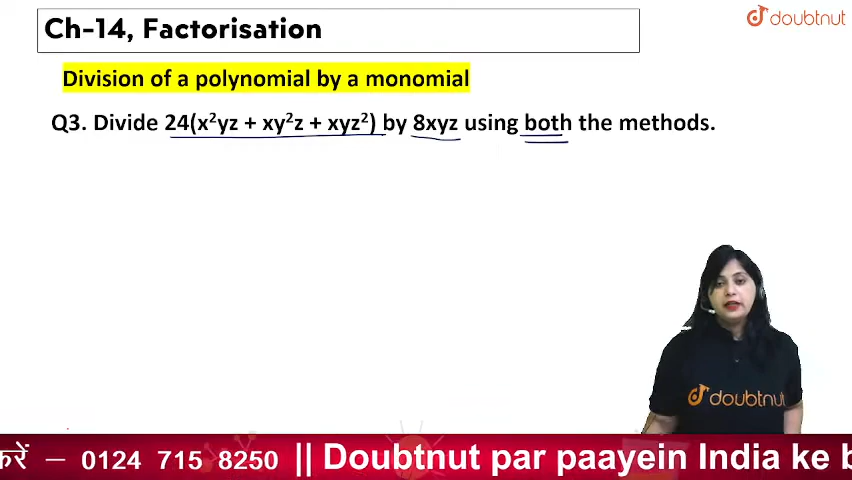 Ch-14, Factorisation
doubtnut
Division of a polynomial by a monomial
Q3. Divide 24(x²yz + xy²z + xyz²) by 8xyz using both the methods.
doubtnut
करें – 0124 715 8250 || Doubtnut par paayein India ke b